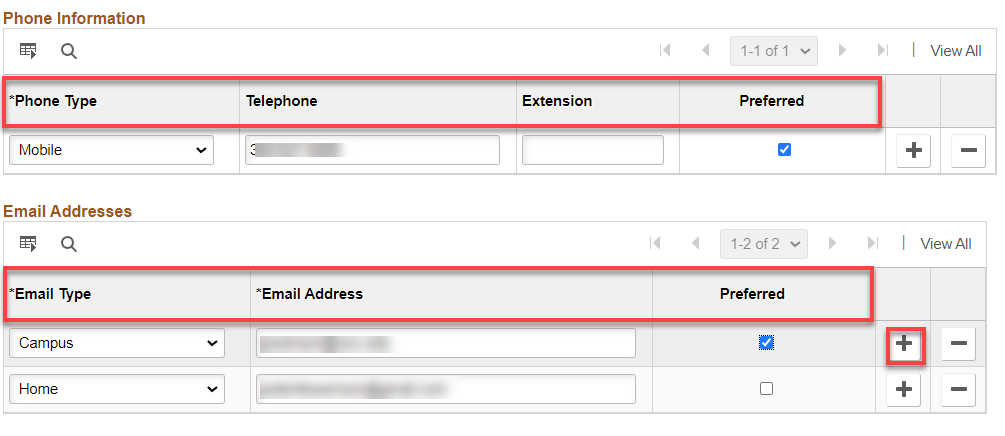 Phone Information
1-1 of 1 | View All
*Phone Type Telephone Extension Preferred
Mobile 3
Email Addresses
1-2 of 2 | View All
*Email Type *Email Address Preferred
Campus
Home